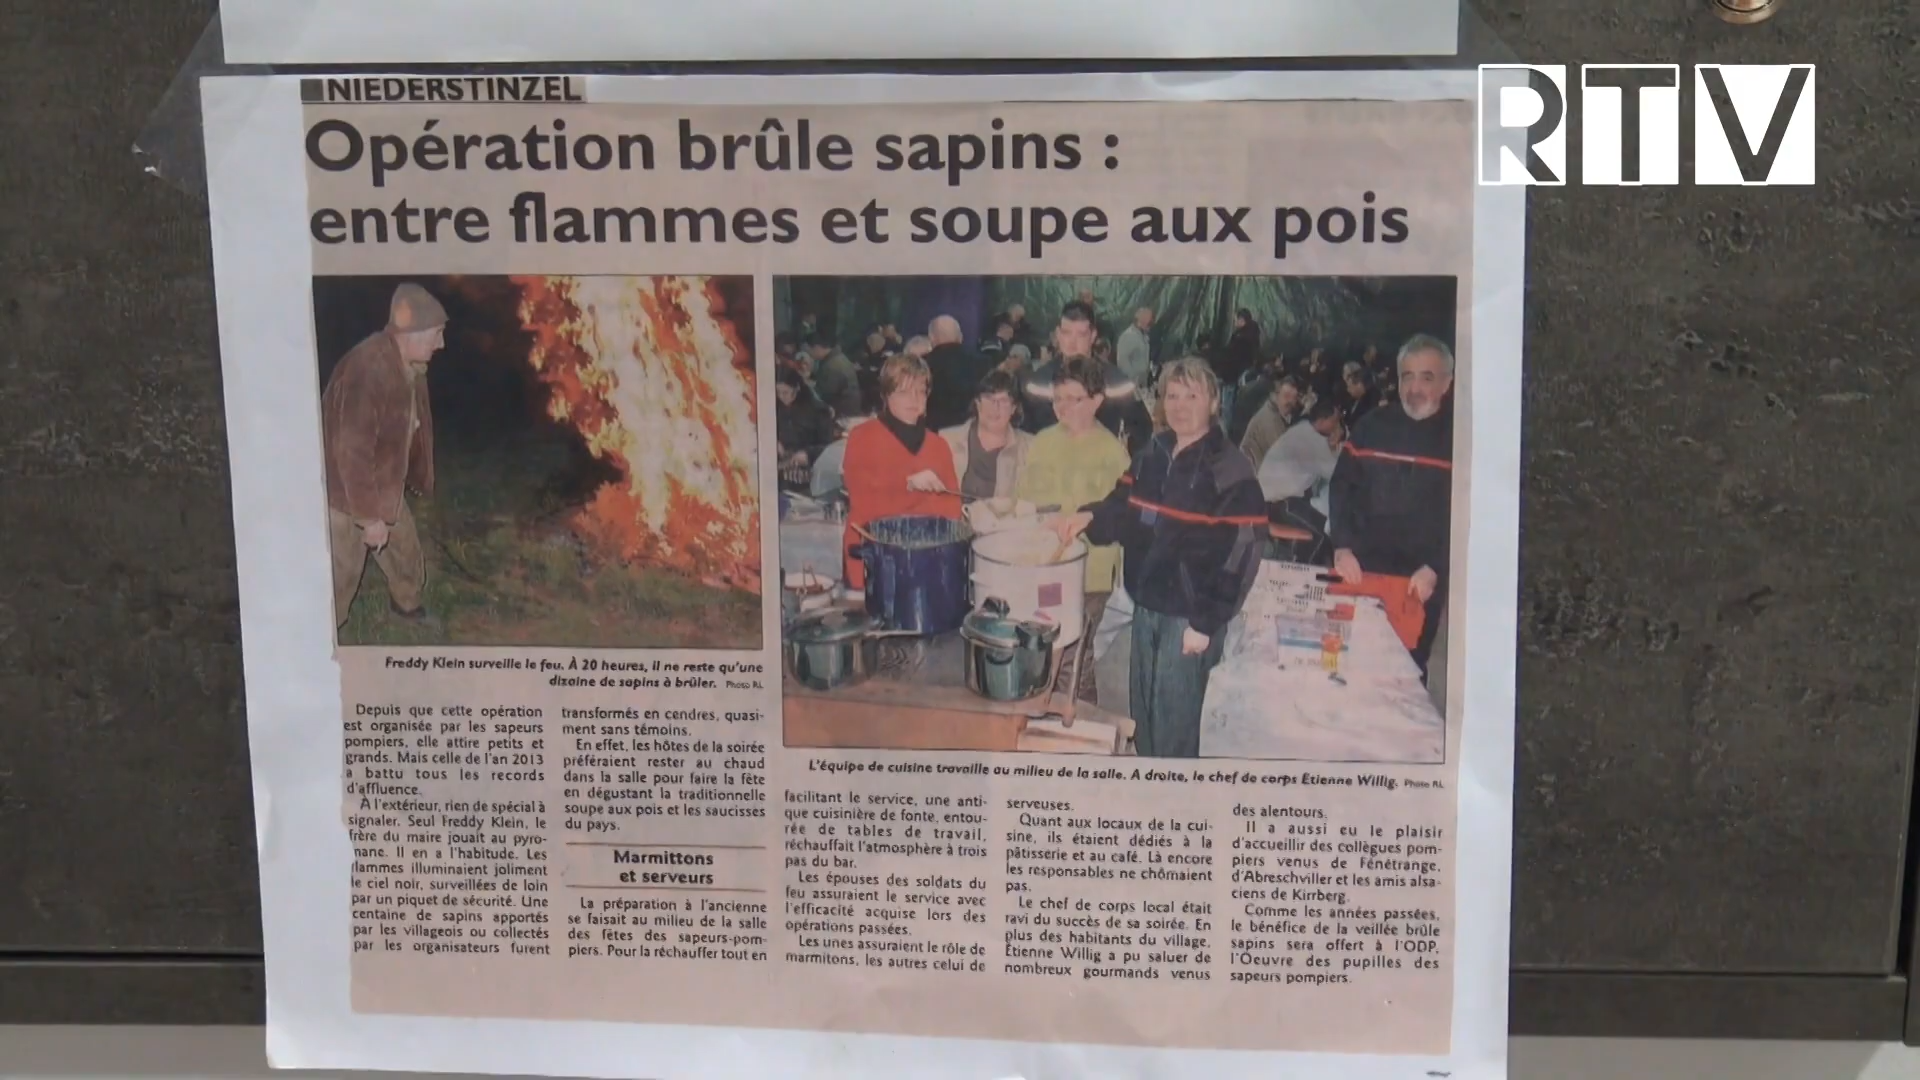 NIEDERSTINZEL
RTV
Opération brûle sapins :
entre flammes et soupe aux pois
Freddy Klein surveille le feu. À 20 heures, il ne reste qu'une
dizaine de sapins à brûler. Photo R.L.
L'équipe de cuisine travaille au milieu de la salle. A droite, le chef de corps Étienne Willig. Photo R.L.
Depuis que cette opération
est organisée par les sapeurs
pompiers, elle attire petits et
grands. Mais celle de l'an 2013
a battu tous les records
d'affluence.
À l'extérieur, rien de spécial à
signaler. Seul Freddy Klein, le
frère du maire jouait au pyro-
mane. Il en a l'habitude. Les
flammes illuminaient joliment
le ciel noir, surveillées de loin
par un piquet de sécurité. Une
centaine de sapins apportés
par les villageois ou collectés
par les organisateurs furent
transformés en cendres, quasi-
ment sans témoins.
En effet, les hôtes de la soirée
préféraient rester au chaud
dans la salle pour faire la fête
en dégustant la traditionnelle
soupe aux pois et les saucisses
du pays.
Marmittons
et serveurs
La préparation à l'ancienne
se faisait au milieu de la salle
des fêtes des sapeurs-pom-
piers. Pour la réchauffer tout en
facilitant le service, une anti-
que cuisinière de fonte, entou-
rée de tables de travail,
réchauffait l'atmosphère à trois
pas du bar.
Les épouses des soldats du
feu assuraient le service avec
l'efficacité acquise lors des
opérations passées.
Les unes assuraient le rôle de
marmitons, les autres celui de
serveuses.
Quant aux locaux de la cui-
sine, ils étaient dédiés à la
pâtisserie et au café. Là encore
les responsables ne chômaient
pas.
Le chef de corps local était
ravi du succès de sa soirée. En
plus des habitants du village,
Étienne Willig a pu saluer de
nombreux gourmands venus
des alentours.
Il a aussi eu le plaisir
d'accueillir des collègues pom-
piers venus de Fénétrange,
d'Abreschviller et les amis alsa-
ciens de Kirrberg.
Comme les années passées,
le bénéfice de la veillée brûle
sapins sera offert à l'ODP,
l'Oeuvre des pupilles des
sapeurs pompiers.